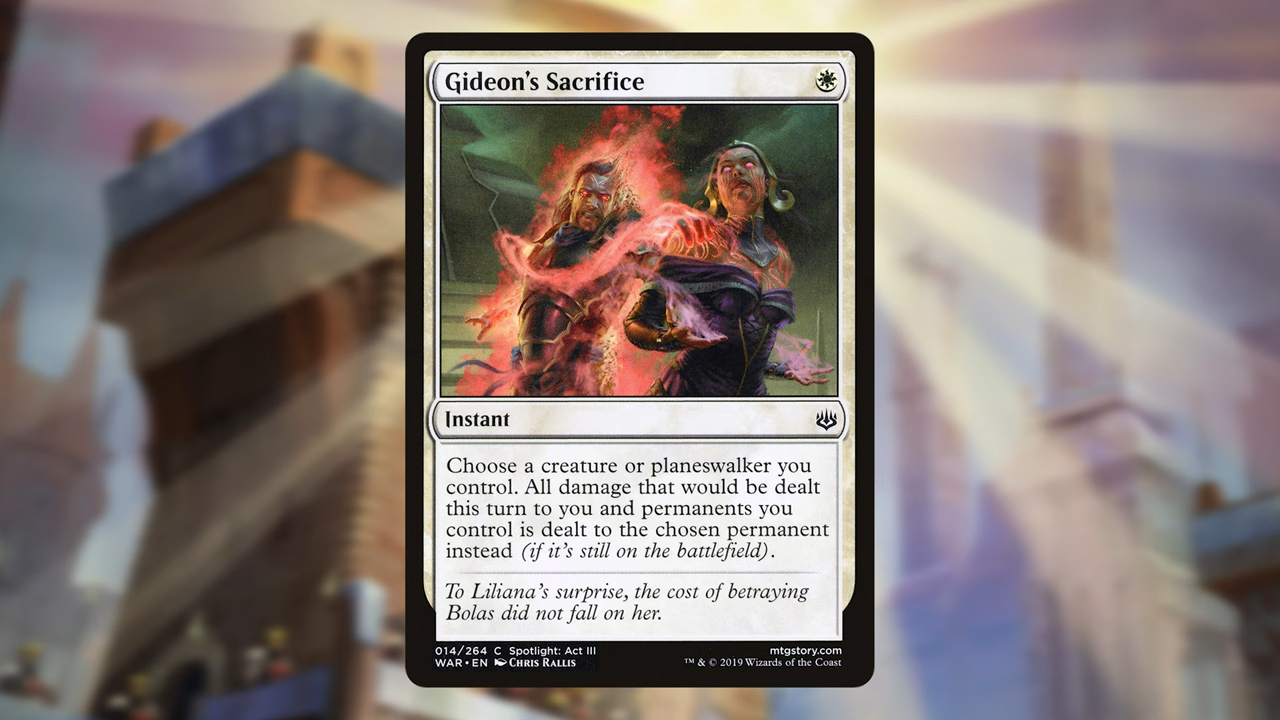 Gideon's Sacrifice
Instant
Choose a creature or planeswalker you
control. All damage that would be dealt
this turn to you and permanents you
control is dealt to the chosen permanent
instead (if it's still on the battlefield).
To Liliana's surprise, the cost of betraying
Bolas did not fall on her.
014/264 C Spotlight: Act III
WAR • EN Chris Rallis
mtgstory.com
™ & © 2019 Wizards of the Coast